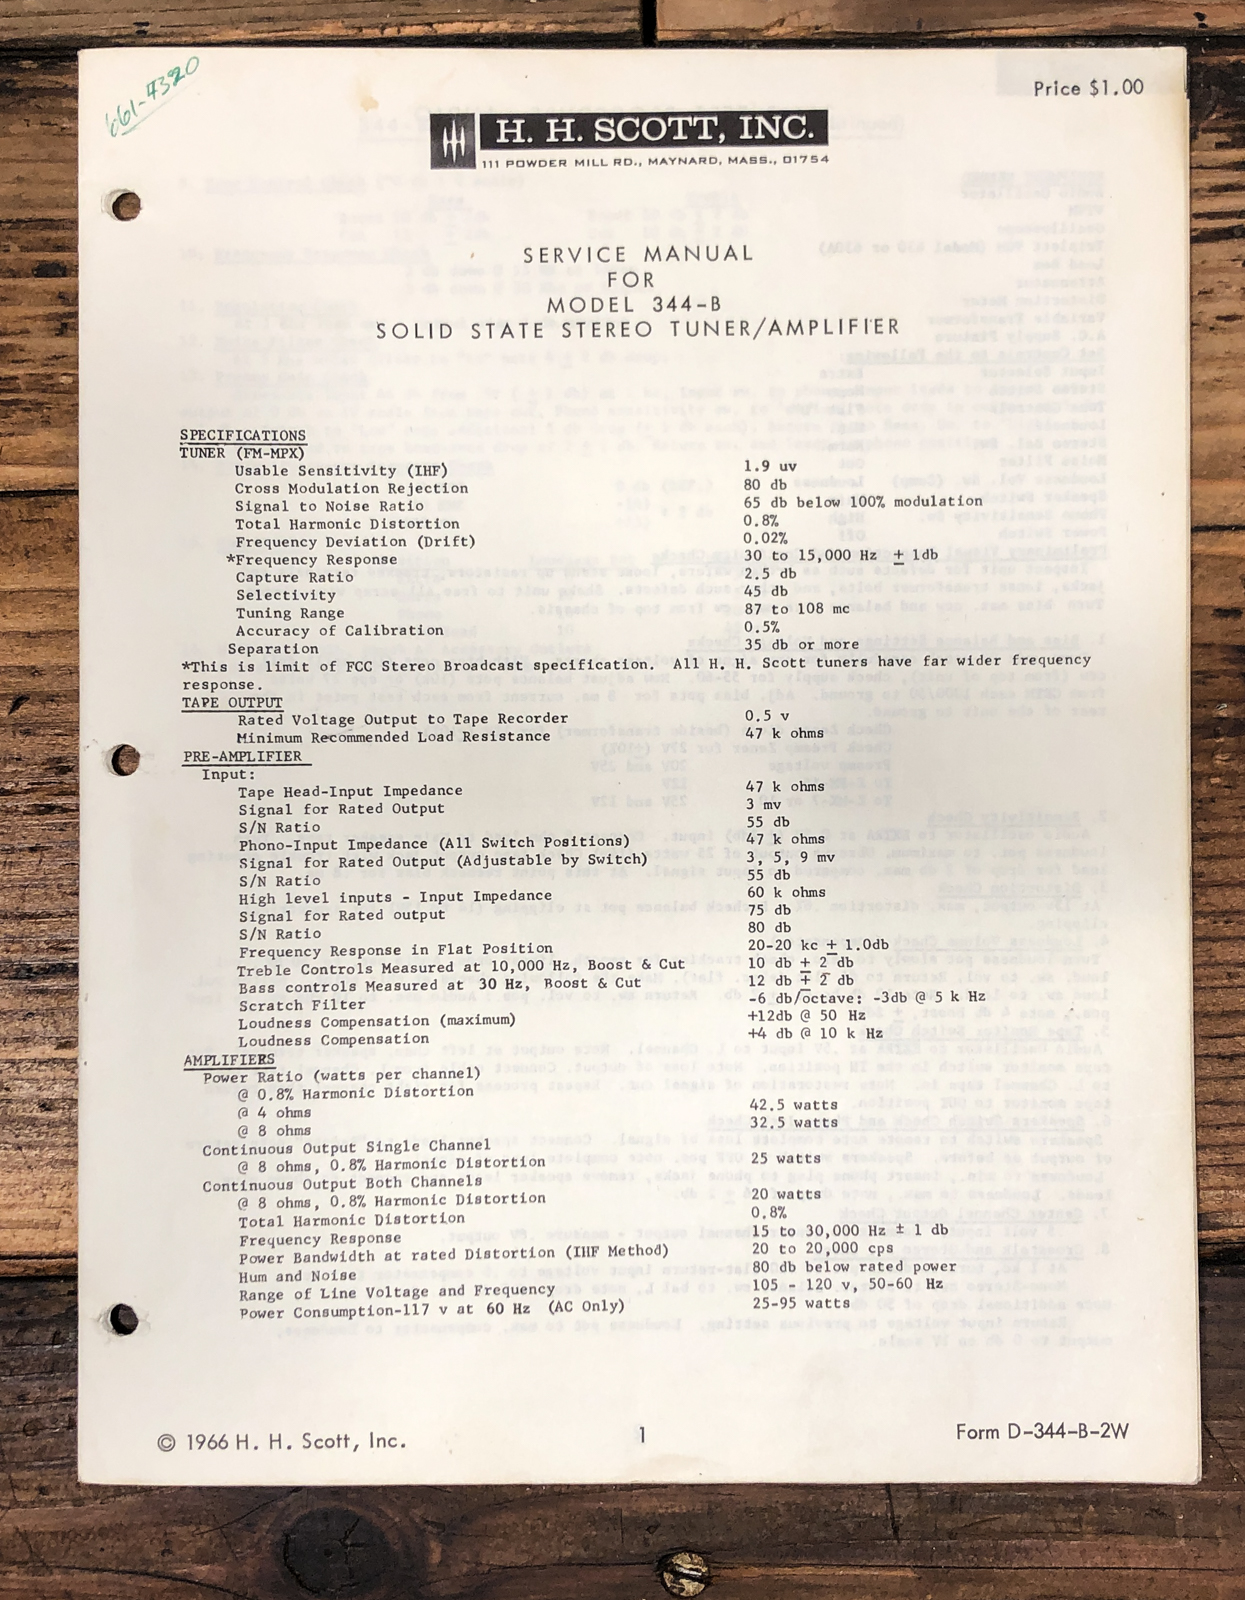 661-4320
Price $1.00
H. H. SCOTT, INC.
111 POWDER MILL RD., MAYNARD, MASS., 01754
SERVICE MANUAL
FOR
MODEL 344-B
SOLID STATE STEREO TUNER/AMPLIFIER
SPECIFICATIONS
TUNER (FM-MPX)
Usable Sensitivity (IHF) 1.9 uv
Cross Modulation Rejection 80 db
Signal to Noise Ratio 65 db below 100% modulation
Total Harmonic Distortion 0.8%
Frequency Deviation (Drift) 0.02%
*Frequency Response 30 to 15,000 Hz ± 1db
Capture Ratio 2.5 db
Selectivity 45 db
Tuning Range 87 to 108 mc
Accuracy of Calibration 0.5%
Separation 35 db or more
*This is limit of FCC Stereo Broadcast specification. All H. H. Scott tuners have far wider frequency
response.
TAPE OUTPUT
Rated Voltage Output to Tape Recorder 0.5 v
Minimum Recommended Load Resistance 47 k ohms
PRE-AMPLIFIER
Input:
Tape Head-Input Impedance 47 k ohms
Signal for Rated Output 3 mv
S/N Ratio 55 db
Phono-Input Impedance (All Switch Positions) 47 k ohms
Signal for Rated Output (Adjustable by Switch) 3, 5, 9 mv
S/N Ratio 55 db
High level inputs - Input Impedance 60 k ohms
Signal for Rated output 75 db
S/N Ratio 80 db
Frequency Response in Flat Position 20-20 kc ± 1.0db
Treble Controls Measured at 10,000 Hz, Boost & Cut 10 db ± 2 db
Bass controls Measured at 30 Hz, Boost & Cut 12 db ± 2 db
Scratch Filter -6 db/octave: -3db @ 5 k Hz
Loudness Compensation (maximum) +12db @ 50 Hz
Loudness Compensation +4 db @ 10 k Hz
AMPLIFIERS
Power Ratio (watts per channel)
@ 0.8% Harmonic Distortion
@ 4 ohms 42.5 watts
@ 8 ohms 32.5 watts
Continuous Output Single Channel
@ 8 ohms, 0.8% Harmonic Distortion 25 watts
Continuous Output Both Channels
@ 8 ohms, 0.8% Harmonic Distortion 20 watts
Total Harmonic Distortion 0.8%
Frequency Response 15 to 30,000 Hz ± 1 db
Power Bandwidth at rated Distortion (IHF Method) 20 to 20,000 cps
Hum and Noise 80 db below rated power
Range of Line Voltage and Frequency 105 - 120 v, 50-60 Hz
Power Consumption-117 v at 60 Hz (AC Only) 25-95 watts
© 1966 H. H. Scott, Inc.
1
Form D-344-B-2W